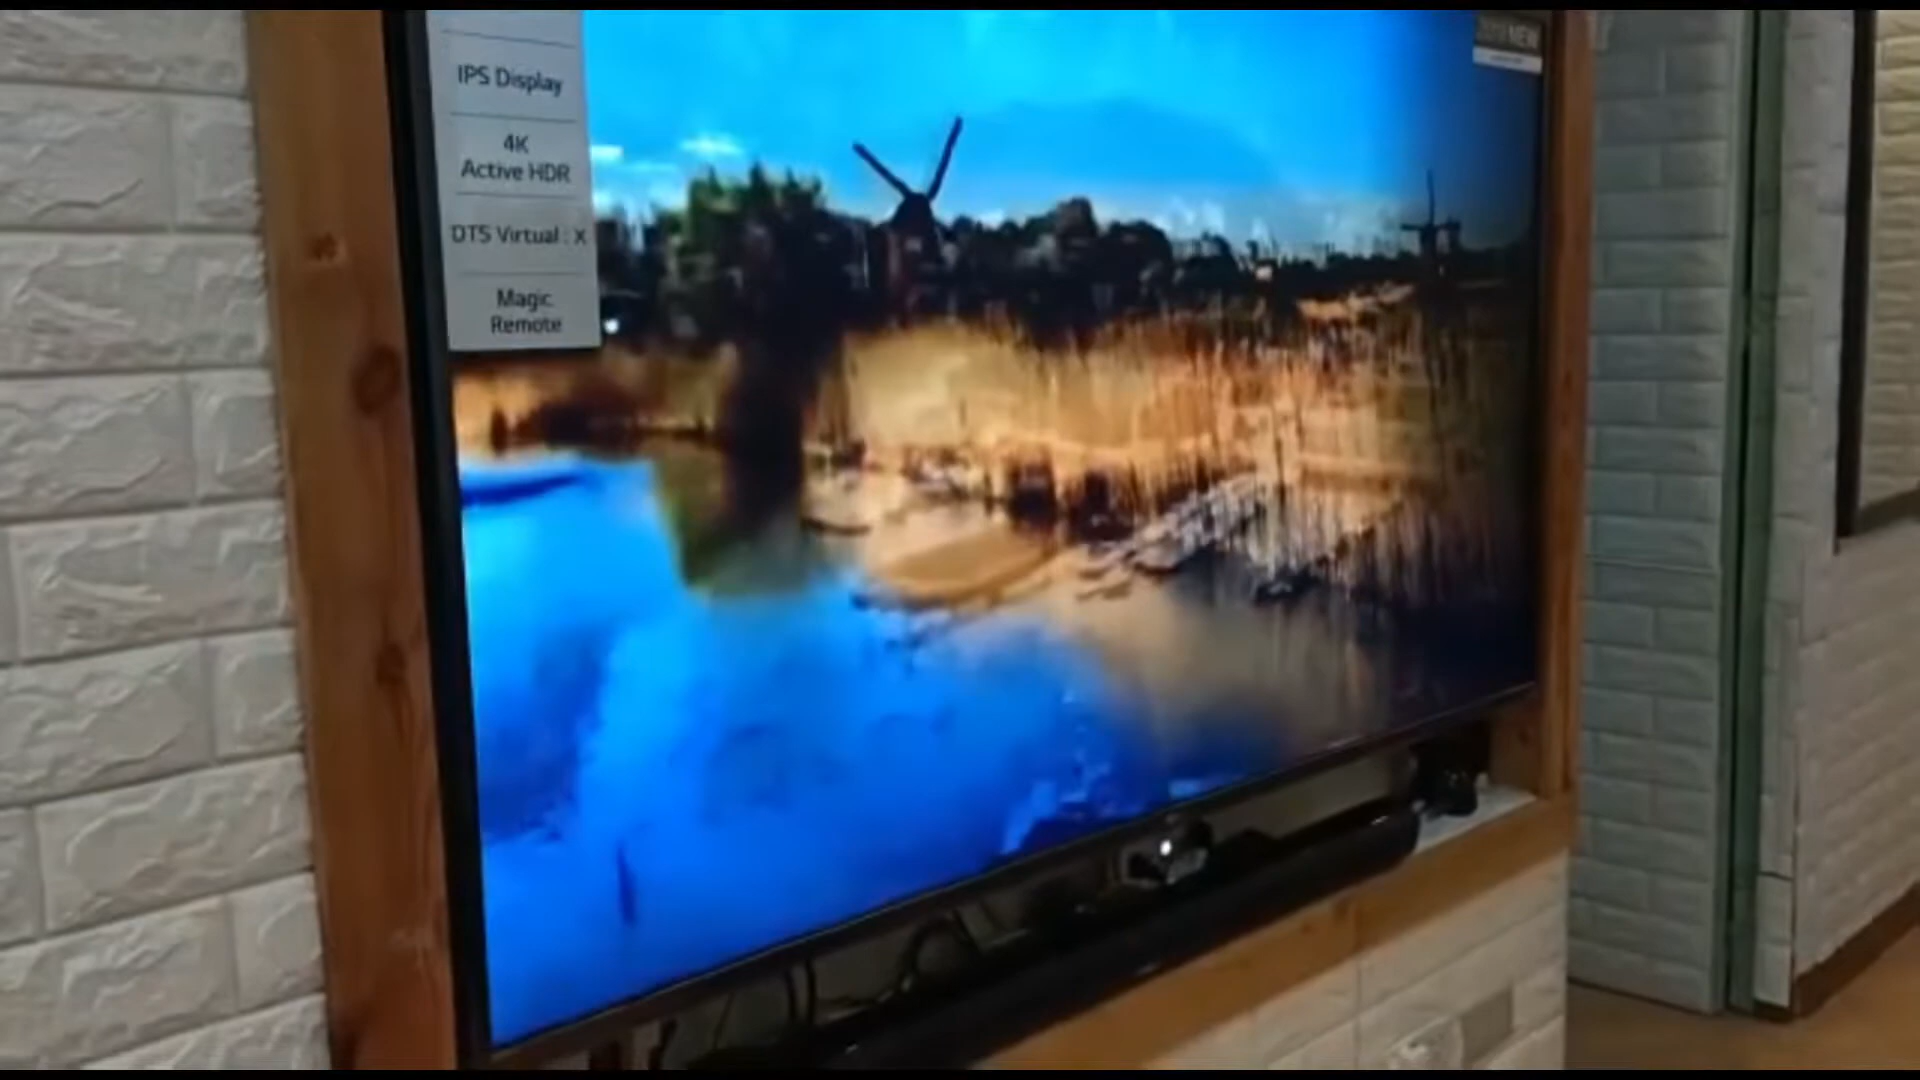 IPS Display
4K
Active HDR
DTS Virtual : X
Magic
Remote
NEW